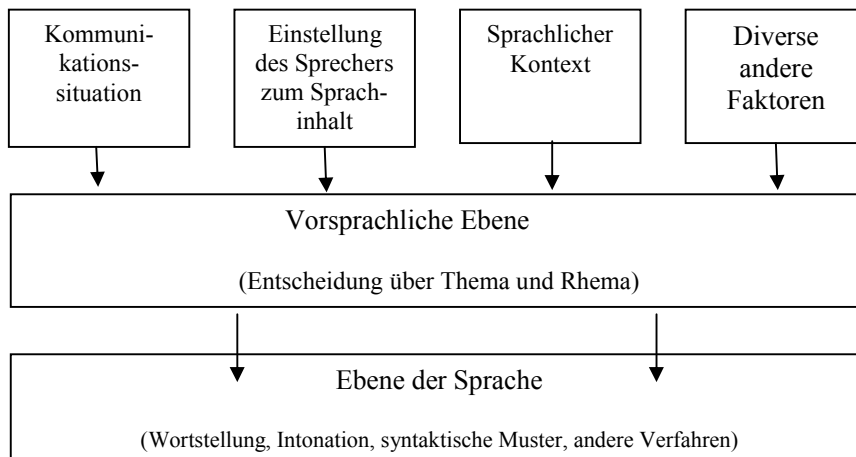 Kommuni-
kations-
situation
Einstellung
des Sprechers
zum Sprach-
inhalt
Sprachlicher
Kontext
Diverse
andere
Faktoren
Vorsprachliche Ebene
(Entscheidung über Thema und Rhema)
Ebene der Sprache
(Wortstellung, Intonation, syntaktische Muster, andere Verfahren)